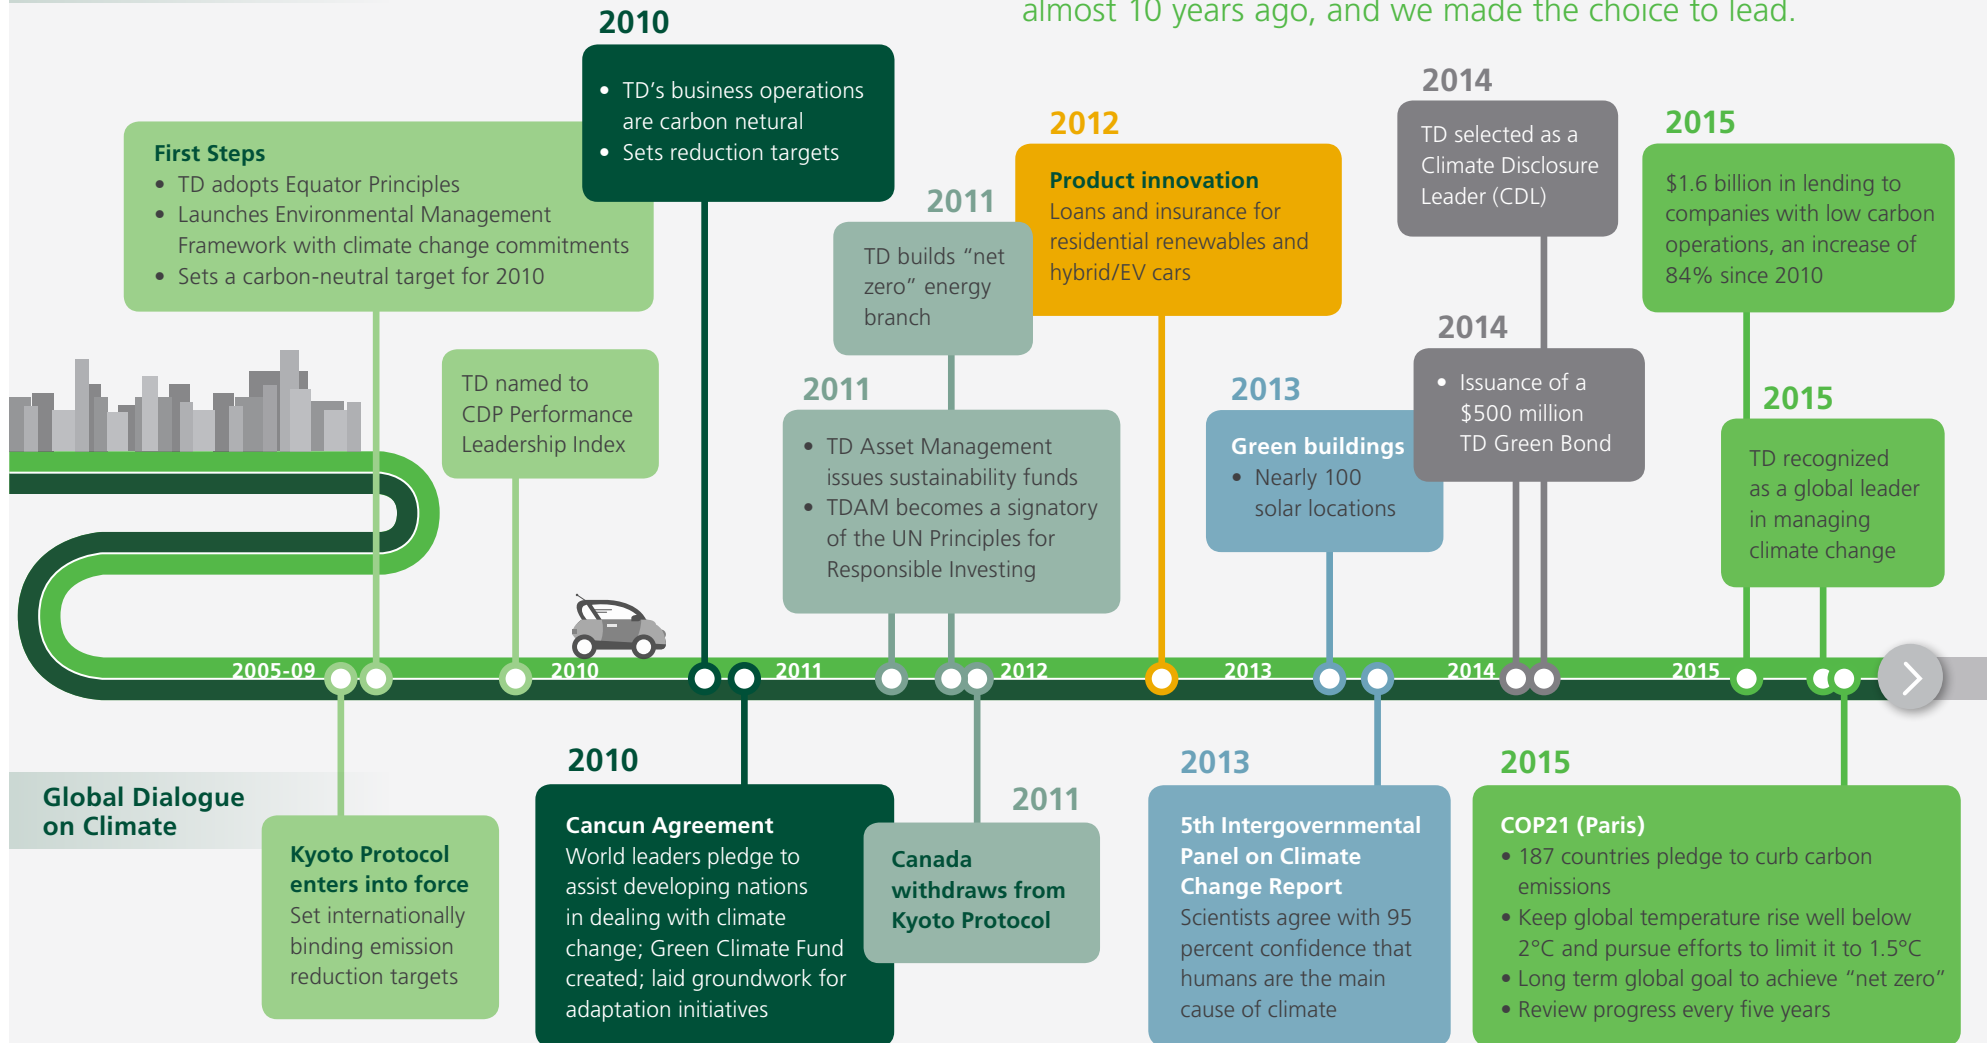 almost 10 years ago, and we made the choice to lead.
First Steps
• TD adopts Equator Principles
• Launches Environmental Management
Framework with climate change commitments
• Sets a carbon-neutral target for 2010
TD named to
CDP Performance
Leadership Index
2010
• TD's business operations
are carbon netural
• Sets reduction targets
2011
TD builds “net
zero” energy
branch
2011
• TD Asset Management
issues sustainability funds
• TDAM becomes a signatory
of the UN Principles for
Responsible Investing
2012
Product innovation
Loans and insurance for
residential renewables and
hybrid/EV cars
2013
Green buildings
• Nearly 100
solar locations
2014
TD selected as a
Climate Disclosure
Leader (CDL)
2014
• Issuance of a
$500 million
TD Green Bond
2015
$1.6 billion in lending to
companies with low carbon
operations, an increase of
84% since 2010
2015
TD recognized
as a global leader
in managing
climate change
2005-09
2010
2011
2012
2013
2014
2015
Global Dialogue
on Climate
Kyoto Protocol
enters into force
Set internationally
binding emission
reduction targets
2010
Cancun Agreement
World leaders pledge to
assist developing nations
in dealing with climate
change; Green Climate Fund
created; laid groundwork for
adaptation initiatives
2011
Canada
withdraws from
Kyoto Protocol
2013
5th Intergovernmental
Panel on Climate
Change Report
Scientists agree with 95
percent confidence that
humans are the main
cause of climate
2015
COP21 (Paris)
• 187 countries pledge to curb carbon
emissions
• Keep global temperature rise well below
2°C and pursue efforts to limit it to 1.5°C
• Long term global goal to achieve “net zero”
• Review progress every five years